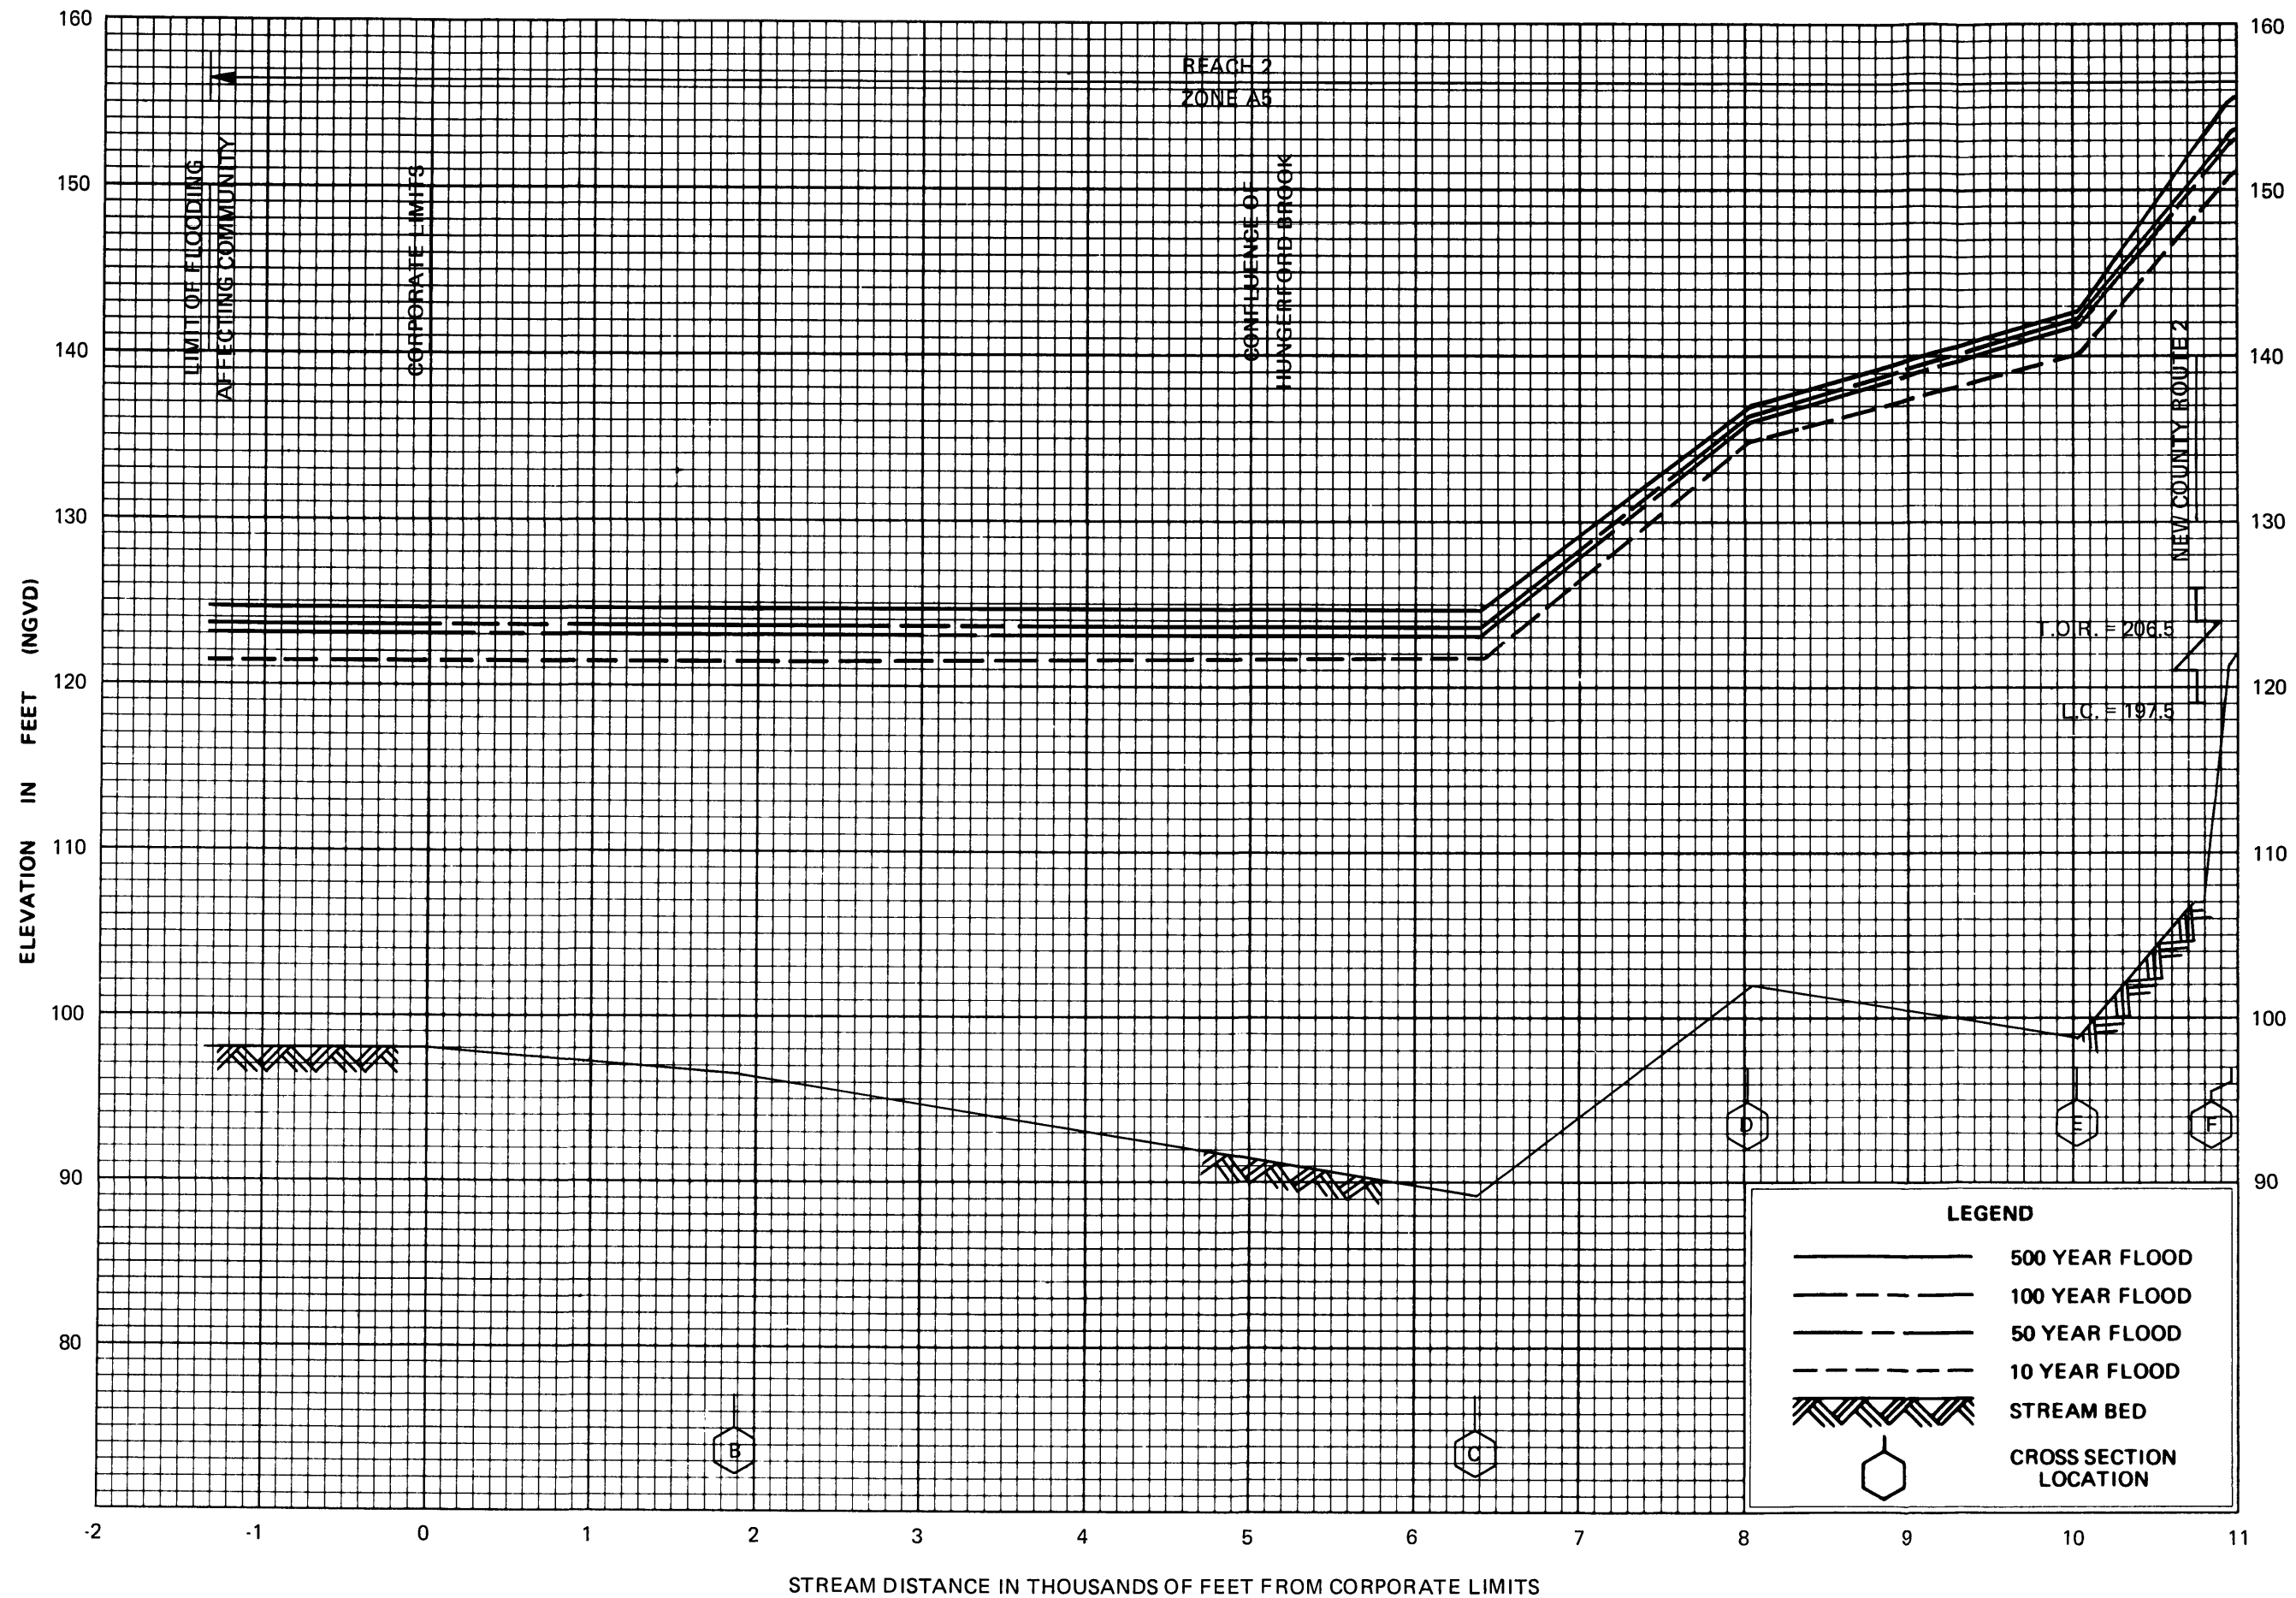 160
160
REACH 2
ZONE A5
150
150
LIMIT OF FLOODING
AFFECTING COMMUNITY
CORPORATE LIMITS
CONFLUENCE OF
HUNGERFORD BROOK
140
140
NEW COUNTY ROUTE 2
130
130
T.O.R. = 206.5
120
120
L.C. = 197.5
110
110
ELEVATION IN FEET (NGVD)
100
100
D
E
F
90
90
LEGEND
500 YEAR FLOOD
100 YEAR FLOOD
50 YEAR FLOOD
10 YEAR FLOOD
STREAM BED
CROSS SECTION
LOCATION
80
B
C
-2 -1 0 1 2 3 4 5 6 7 8 9 10 11
STREAM DISTANCE IN THOUSANDS OF FEET FROM CORPORATE LIMITS